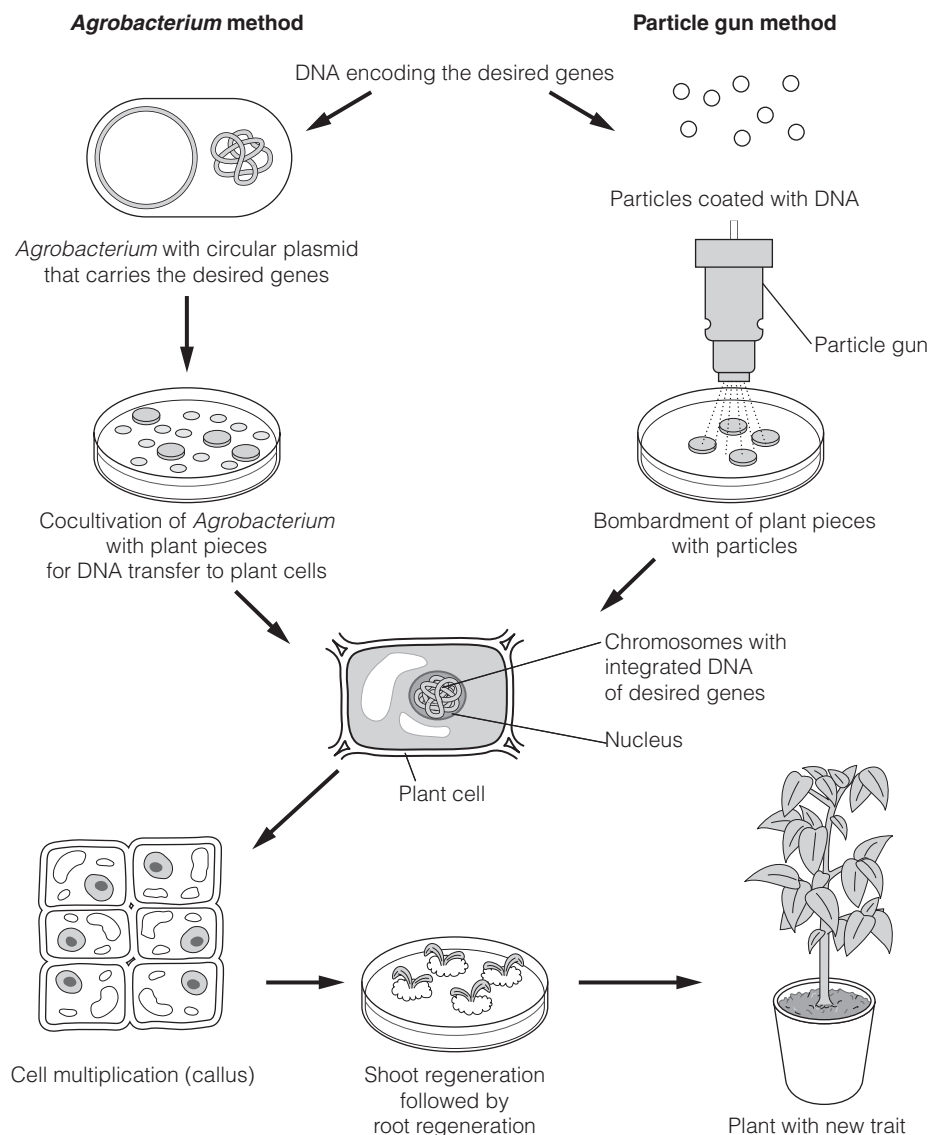 Agrobacterium method
Particle gun method
DNA encoding the desired genes
Particles coated with DNA
Agrobacterium with circular plasmid
that carries the desired genes
Particle gun
Cocultivation of Agrobacterium
with plant pieces
for DNA transfer to plant cells
Bombardment of plant pieces
with particles
Chromosomes with
integrated DNA
of desired genes
Nucleus
Plant cell
Cell multiplication (callus)
Shoot regeneration
followed by
root regeneration
Plant with new trait